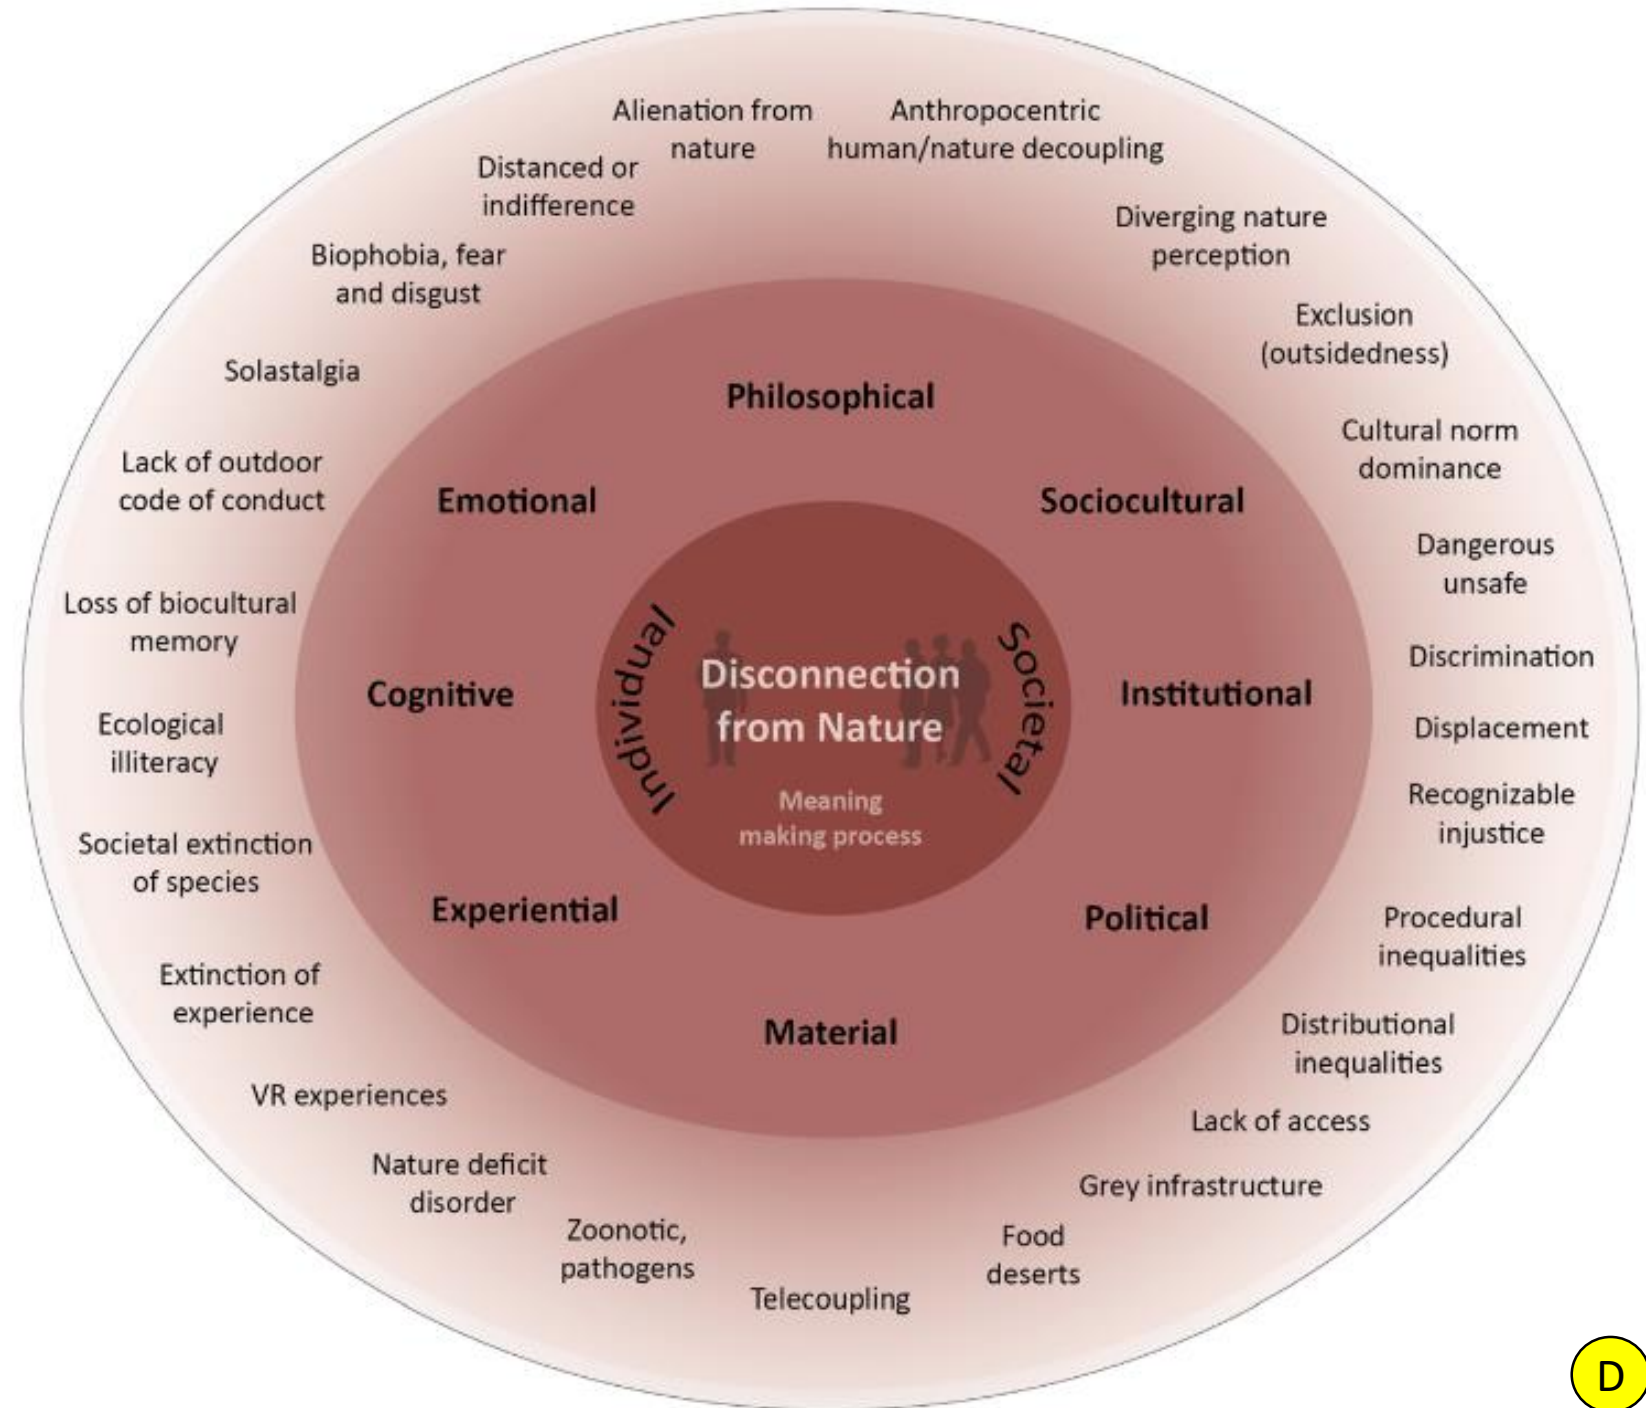 Alienation from
nature
Anthropocentric
human/nature decoupling
Distanced or
indifference
Diverging nature
perception
Biophobia, fear
and disgust
Exclusion
(outsidedness)
Solastalgia
Philosophical
Cultural norm
dominance
Lack of outdoor
code of conduct
Emotional
Sociocultural
Dangerous
unsafe
Loss of biocultural
memory
Discrimination
Cognitive
Individual
Disconnection
from Nature
Societal
Institutional
Displacement
Ecological
illiteracy
Meaning
making process
Recognizable
injustice
Societal extinction
of species
Experiential
Political
Procedural
inequalities
Extinction of
experience
Material
Distributional
inequalities
VR experiences
Lack of access
Nature deficit
disorder
Grey infrastructure
Zoonotic,
pathogens
Food
deserts
Telecoupling
D